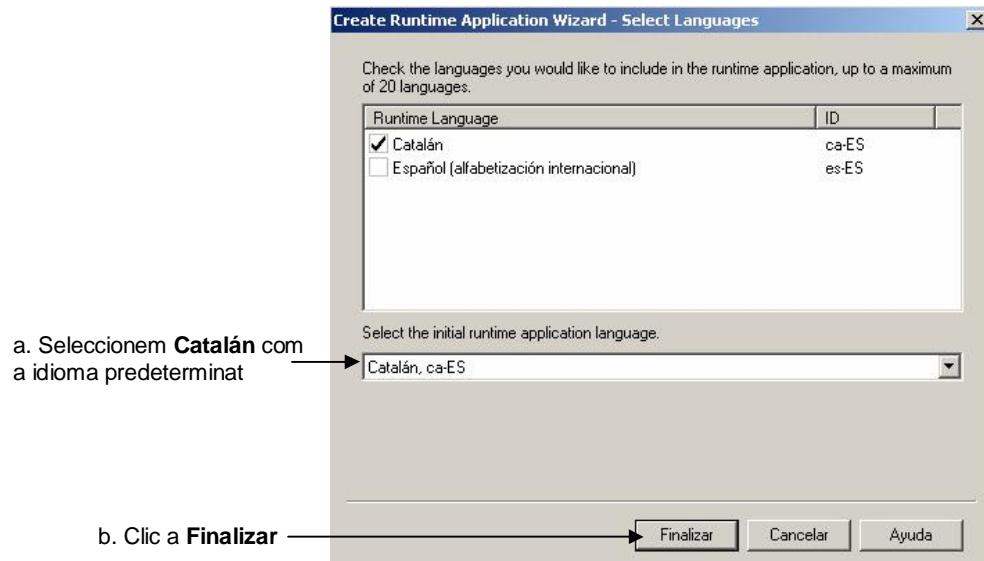 Create Runtime Application Wizard - Select Languages
Check the languages you would like to include in the runtime application, up to a maximum
of 20 languages.
Runtime Language ID
Catalán ca-ES
Español (alfabetización internacional) es-ES
Select the initial runtime application language.
a. Seleccionem Catalán com
a idioma predeterminat
Catalán, ca-ES
b. Clic a Finalizar
Finalizar Cancelar Ayuda